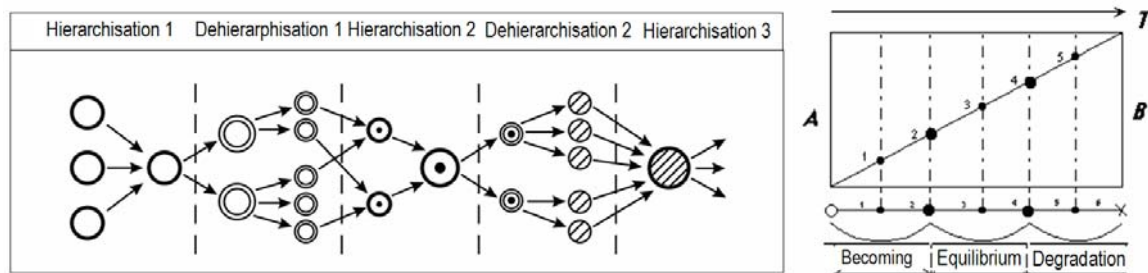 Hierarchisation 1 Dehierarphisation 1 Hierarchisation 2 Dehierarchisation 2 Hierarchisation 3
T
A
B
1
2
3
4
5
1 2 3 4 5 6
Becoming Equilibrium Degradation